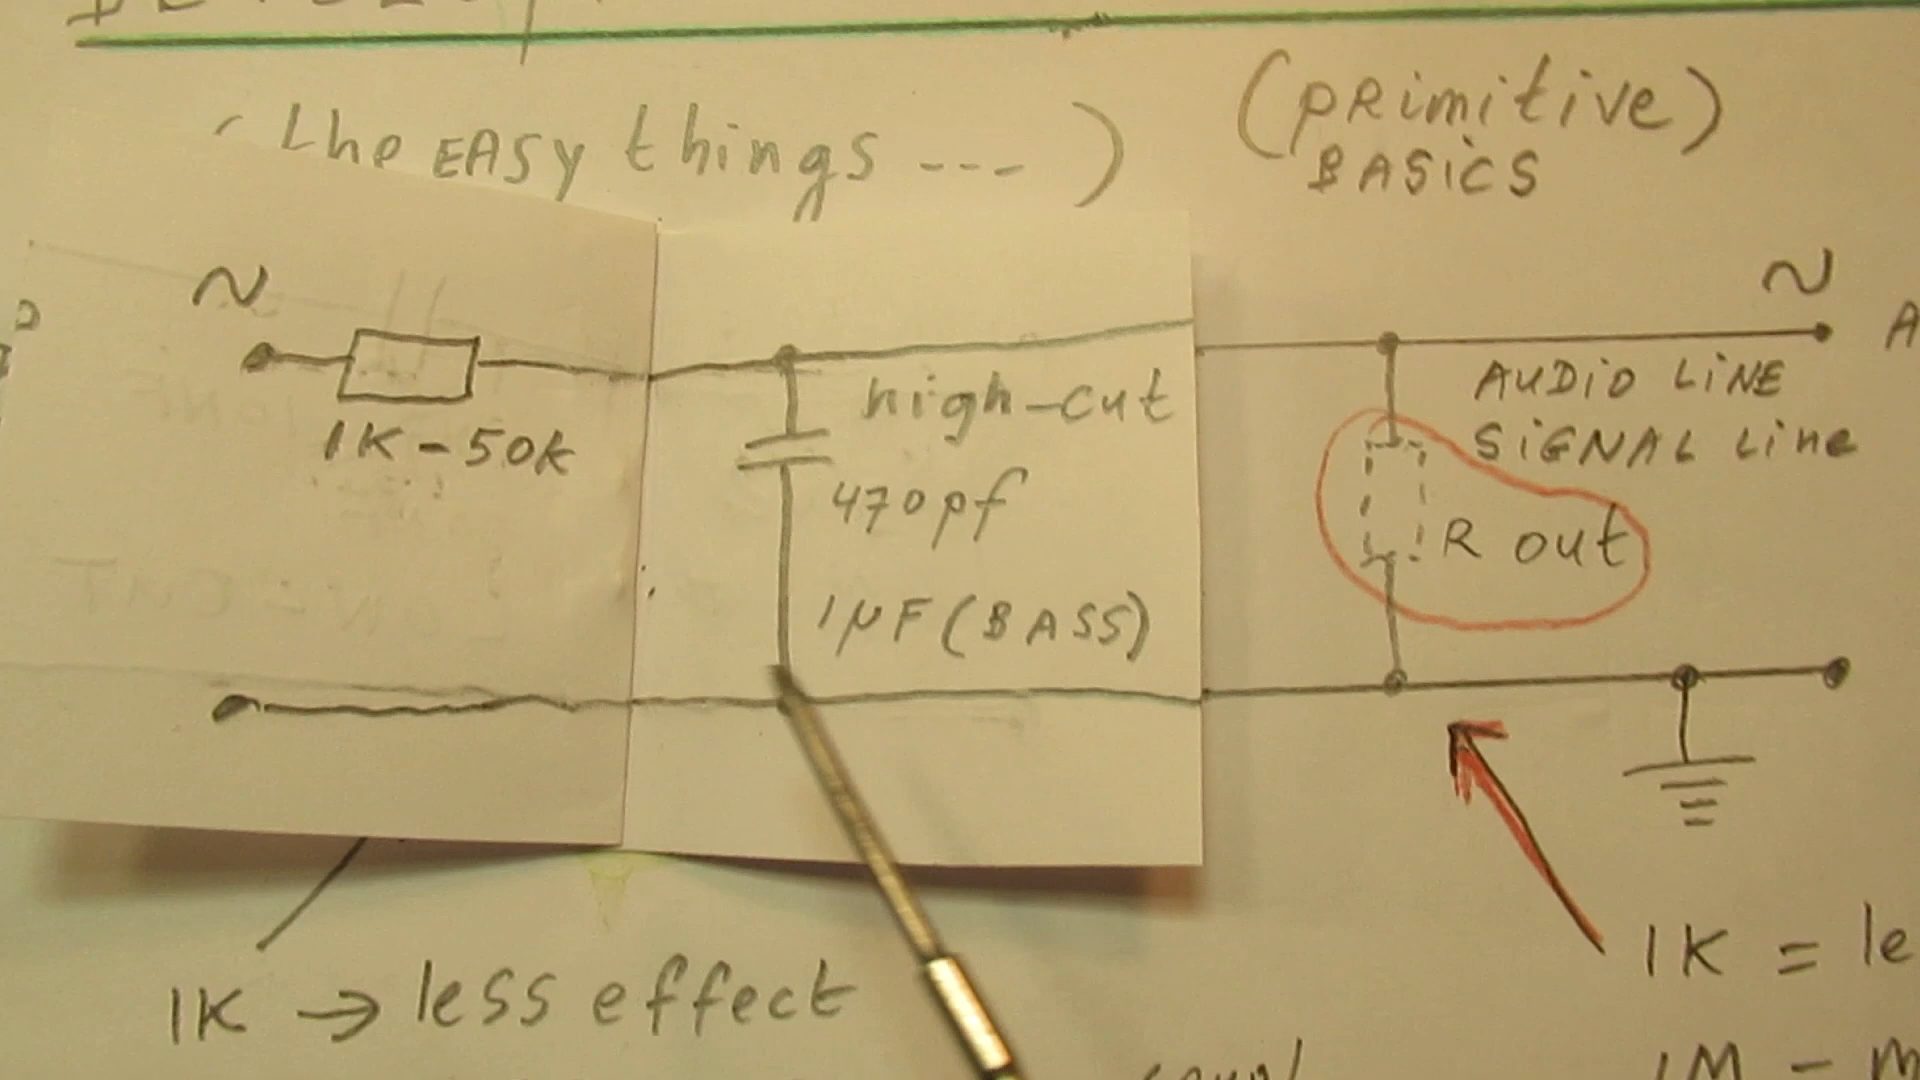 (the EASY things --- )
(PRimitive)
BASiCS
~
~
A
1K-50K
high-cut
470pf
1µF (BASS)
AUDiO LiNE
SiGNAL Line
R out
1K → less effect
1K = le
1M - m